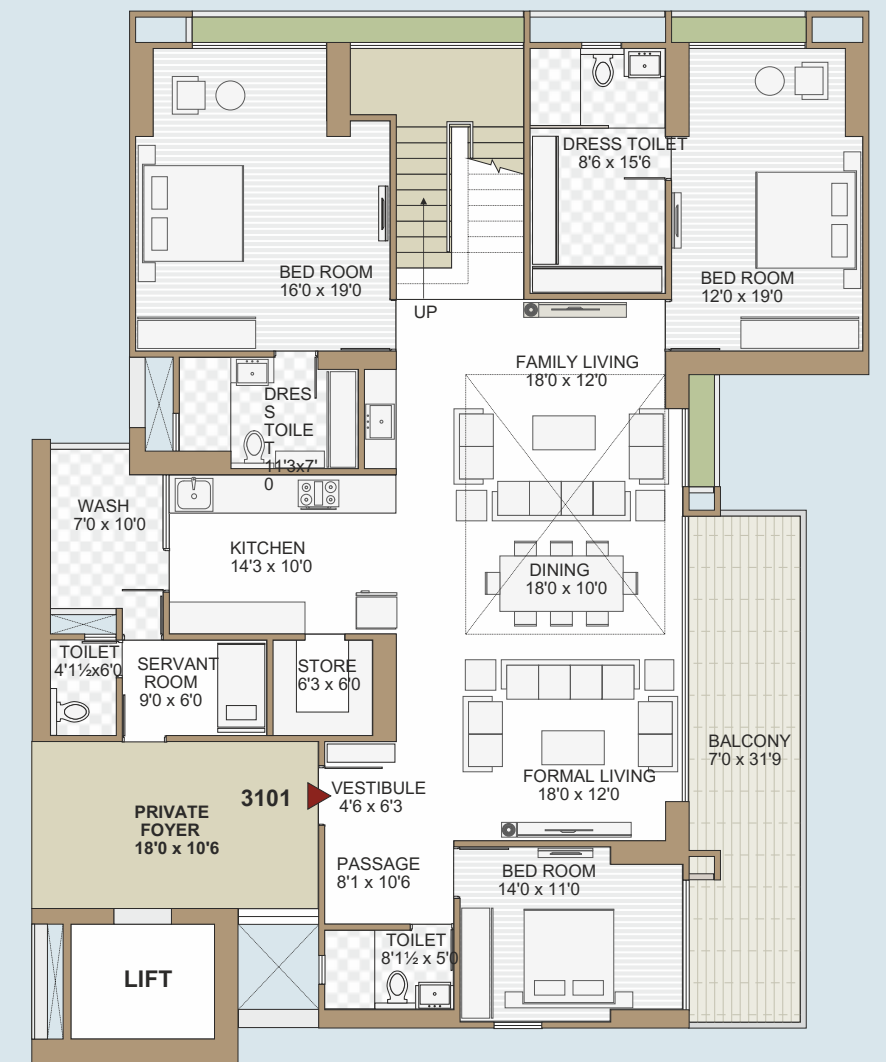 DRESS TOILET
8'6 x 15'6
BED ROOM
16'0 x 19'0
BED ROOM
12'0 x 19'0
UP
FAMILY LIVING
18'0 x 12'0
DRES
S
TOILE
T
11'3x7'
0
WASH
7'0 x 10'0
KITCHEN
14'3 x 10'0
DINING
18'0 x 10'0
TOILET
4'1½x6'0
SERVANT
ROOM
9'0 x 6'0
STORE
6'3 x 6'0
BALCONY
7'0 x 31'9
FORMAL LIVING
18'0 x 12'0
VESTIBULE
4'6 x 6'3
3101
PRIVATE
FOYER
18'0 x 10'6
PASSAGE
8'1 x 10'6
BED ROOM
14'0 x 11'0
TOILET
8'1½ x 5'0
LIFT